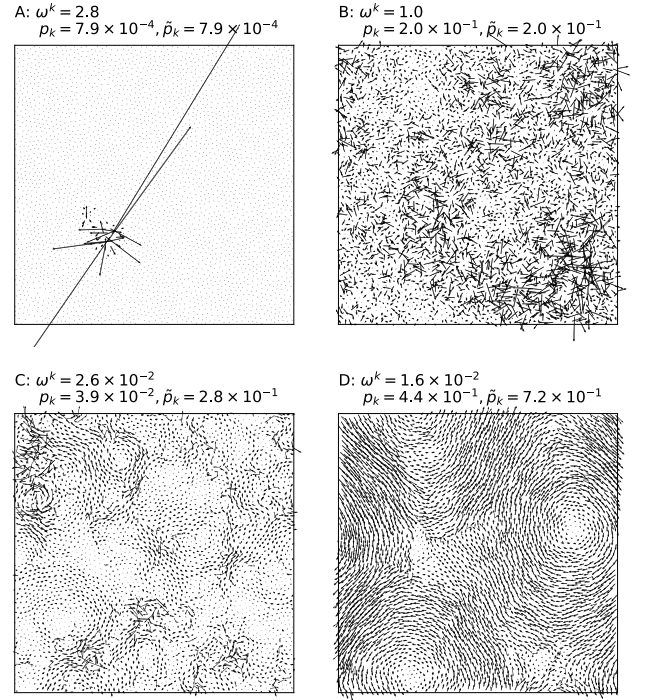 A: ωᵏ = 2.8
pₖ = 7.9 × 10⁻⁴, p̃ₖ = 7.9 × 10⁻⁴
B: ωᵏ = 1.0
pₖ = 2.0 × 10⁻¹, p̃ₖ = 2.0 × 10⁻¹
C: ωᵏ = 2.6 × 10⁻²
pₖ = 3.9 × 10⁻², p̃ₖ = 2.8 × 10⁻¹
D: ωᵏ = 1.6 × 10⁻²
pₖ = 4.4 × 10⁻¹, p̃ₖ = 7.2 × 10⁻¹